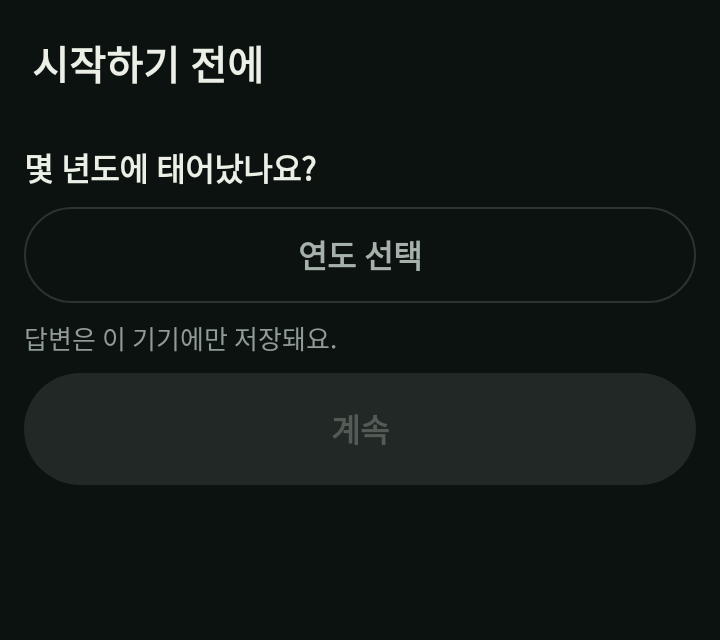 시작하기 전에
몇 년도에 태어났나요?
연도 선택
답변은 이 기기에만 저장돼요.
계속